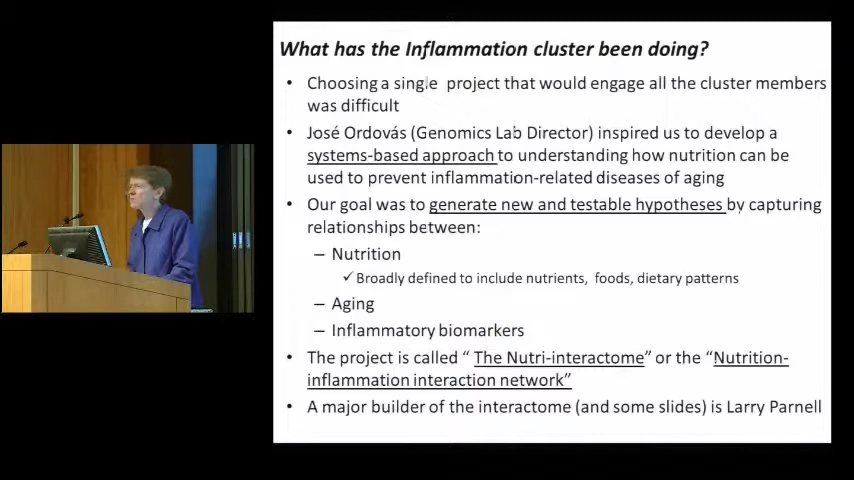 What has the Inflammation cluster been doing?
• Choosing a single project that would engage all the cluster members
was difficult
• José Ordovás (Genomics Lab Director) inspired us to develop a
systems-based approach to understanding how nutrition can be
used to prevent inflammation-related diseases of aging
• Our goal was to generate new and testable hypotheses by capturing
relationships between:
– Nutrition
✓ Broadly defined to include nutrients, foods, dietary patterns
– Aging
– Inflammatory biomarkers
• The project is called “ The Nutri-interactome” or the “Nutrition-
inflammation interaction network”
• A major builder of the interactome (and some slides) is Larry Parnell